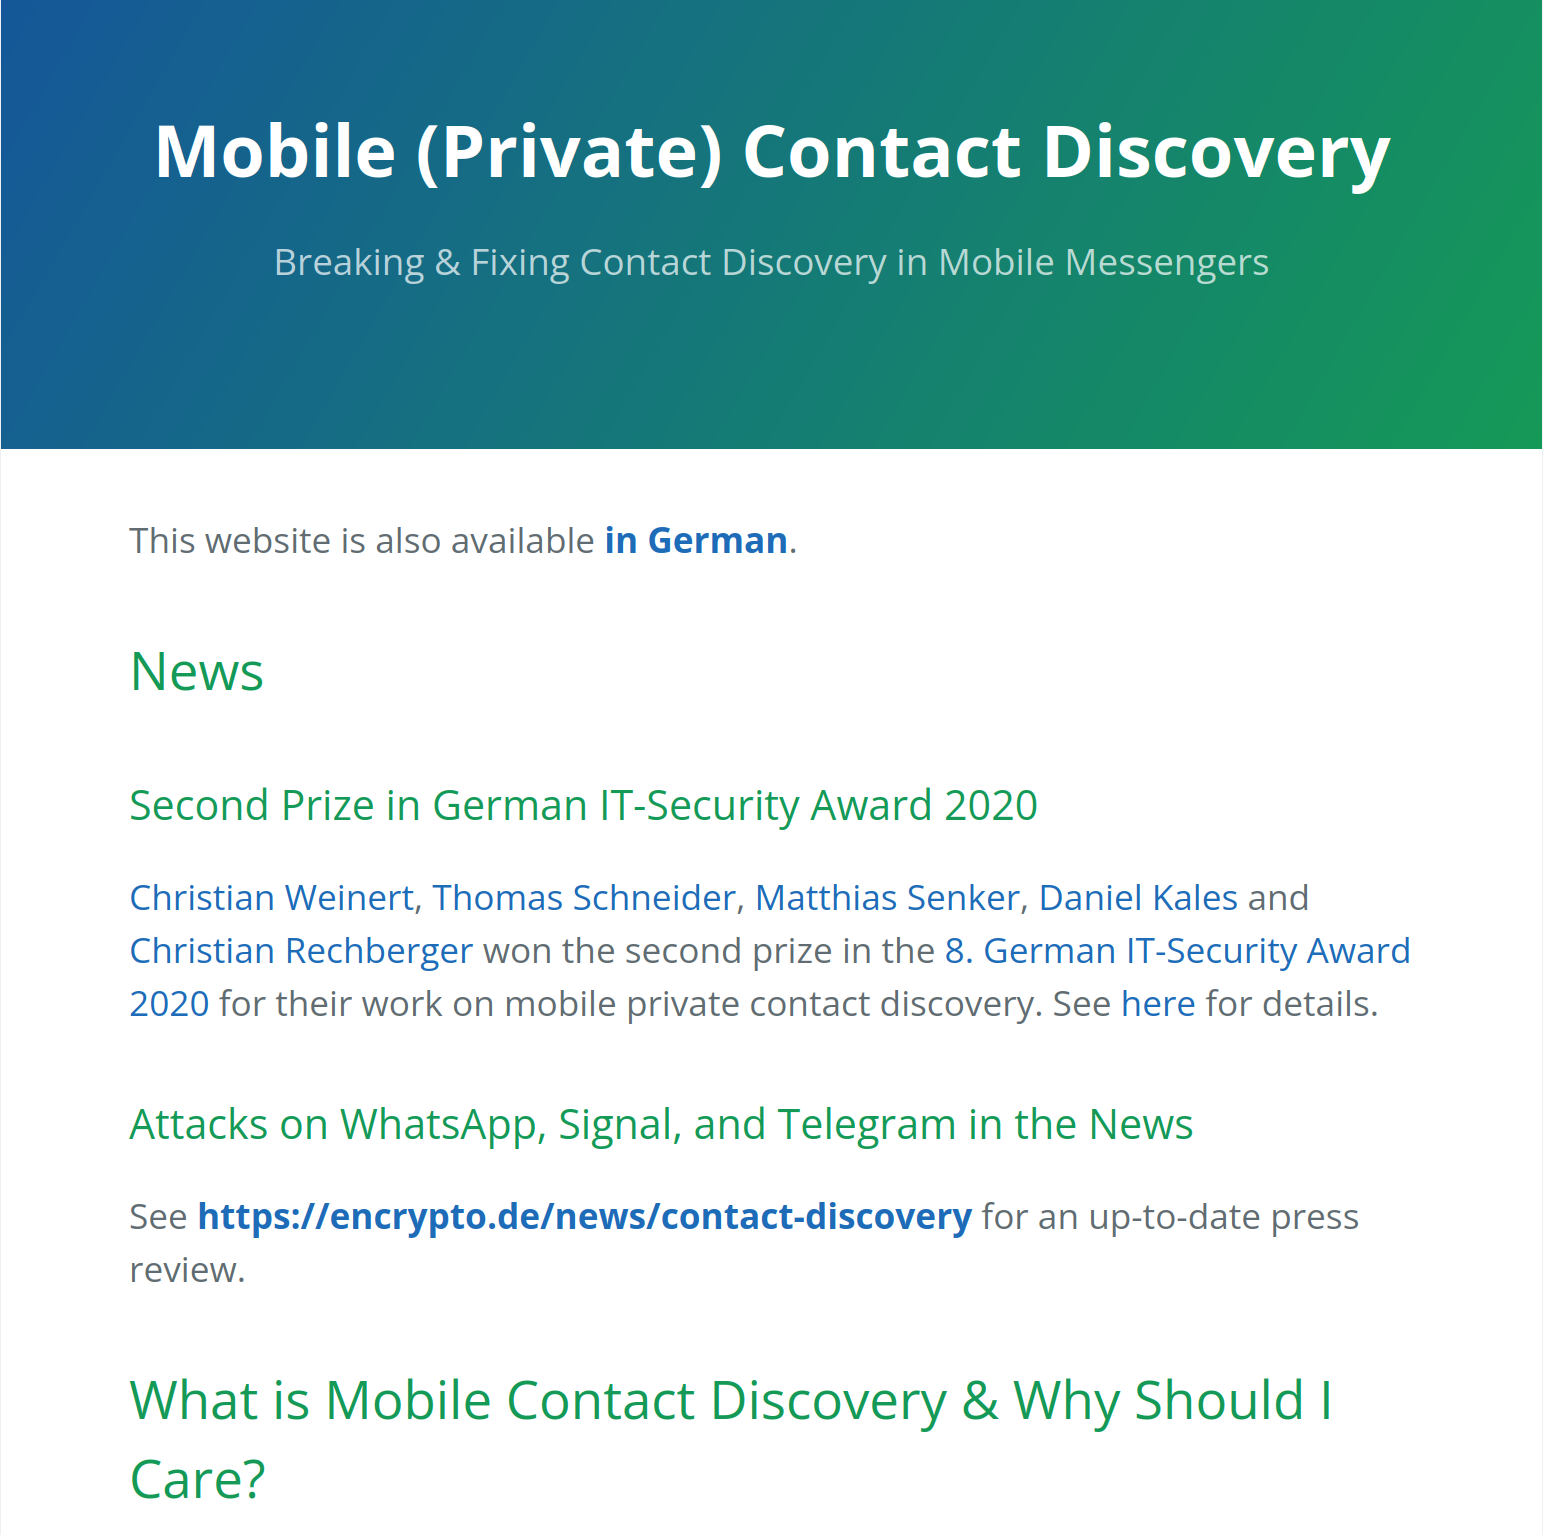 Mobile (Private) Contact Discovery
Breaking & Fixing Contact Discovery in Mobile Messengers
This website is also available in German.
News
Second Prize in German IT-Security Award 2020
Christian Weinert, Thomas Schneider, Matthias Senker, Daniel Kales and
Christian Rechberger won the second prize in the 8. German IT-Security Award
2020 for their work on mobile private contact discovery. See here for details.
Attacks on WhatsApp, Signal, and Telegram in the News
See https://encrypto.de/news/contact-discovery for an up-to-date press
review.
What is Mobile Contact Discovery & Why Should I
Care?